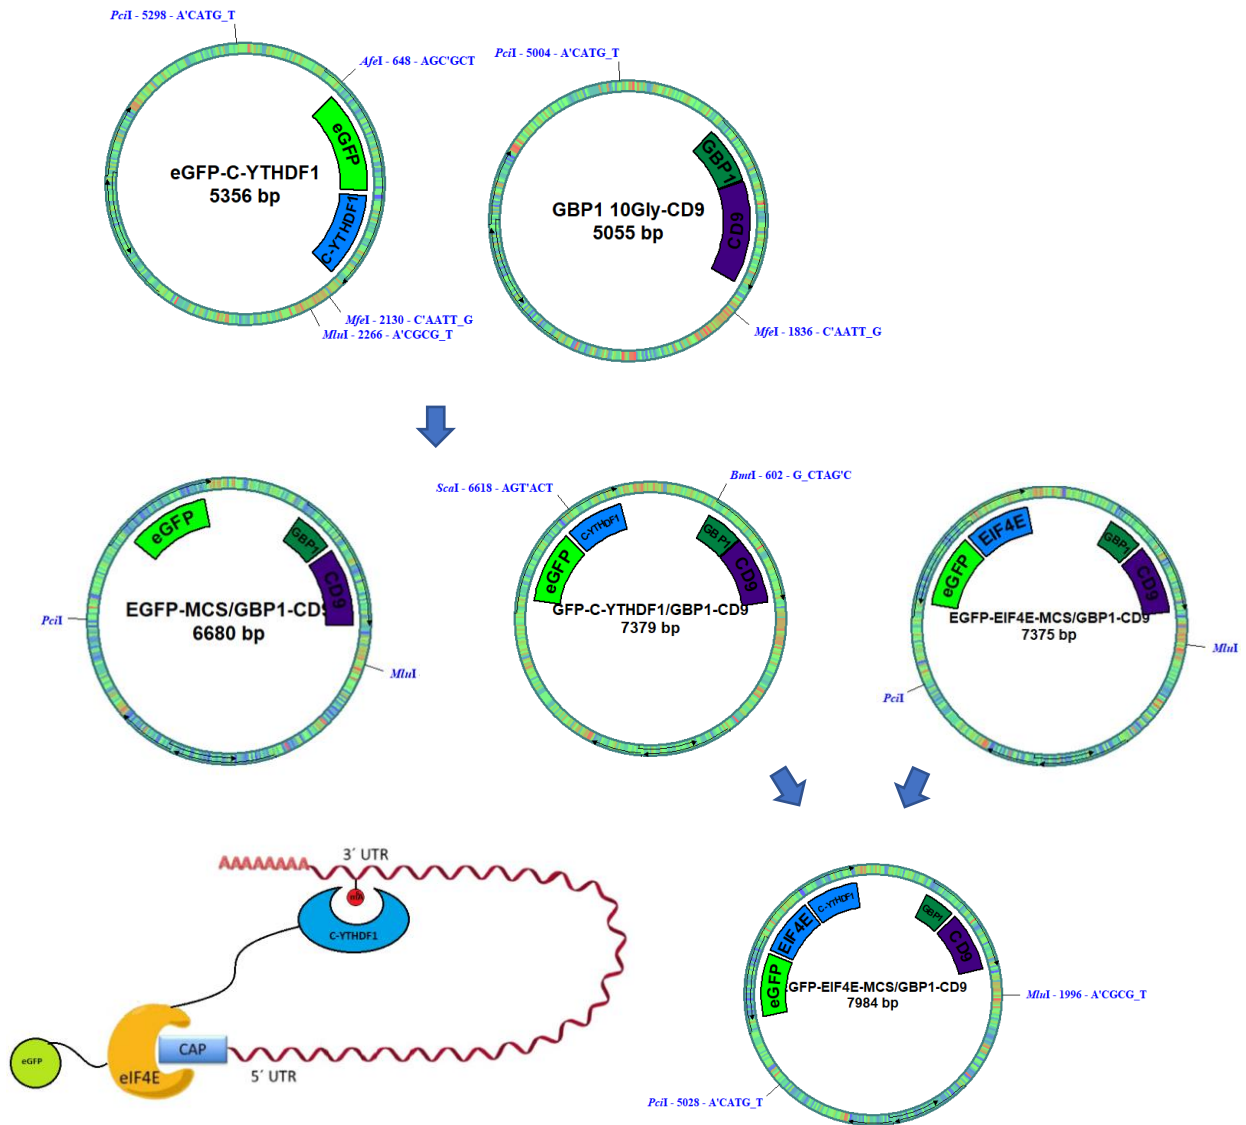 PciI - 5298 - A'CATG_T
AfeI - 648 - AGC'GCT
eGFP
eGFP-C-YTHDF1
5356 bp
C-YTHDF1
MfeI - 2130 - C'AATT_G
MluI - 2266 - A'CGCG_T
PciI - 5004 - A'CATG_T
GBP1
GBP1 10Gly-CD9
5055 bp
CD9
MfeI - 1836 - C'AATT_G
eGFP
GBP1
CD9
EGFP-MCS/GBP1-CD9
6680 bp
PciI
MluI
ScaI - 6618 - AGT'ACT
BmtI - 602 - G_CTAG'C
C-YTHDF1
eGFP
GBP1
CD9
GFP-C-YTHDF1/GBP1-CD9
7379 bp
EIF4E
eGFP
GBP1
CD9
EGFP-EIF4E-MCS/GBP1-CD9
7375 bp
MluI
PciI
AAAAAAAA
3´ UTR
m6A
C-YTHDF1
eGFP
eIF4E
CAP
5´ UTR
C-YTHDF1
EIF4E
eGFP
GBP1
CD9
GFP-EIF4E-MCS/GBP1-CD9
7984 bp
MluI - 1996 - A'CGCG_T
PciI - 5028 - A'CATG_T